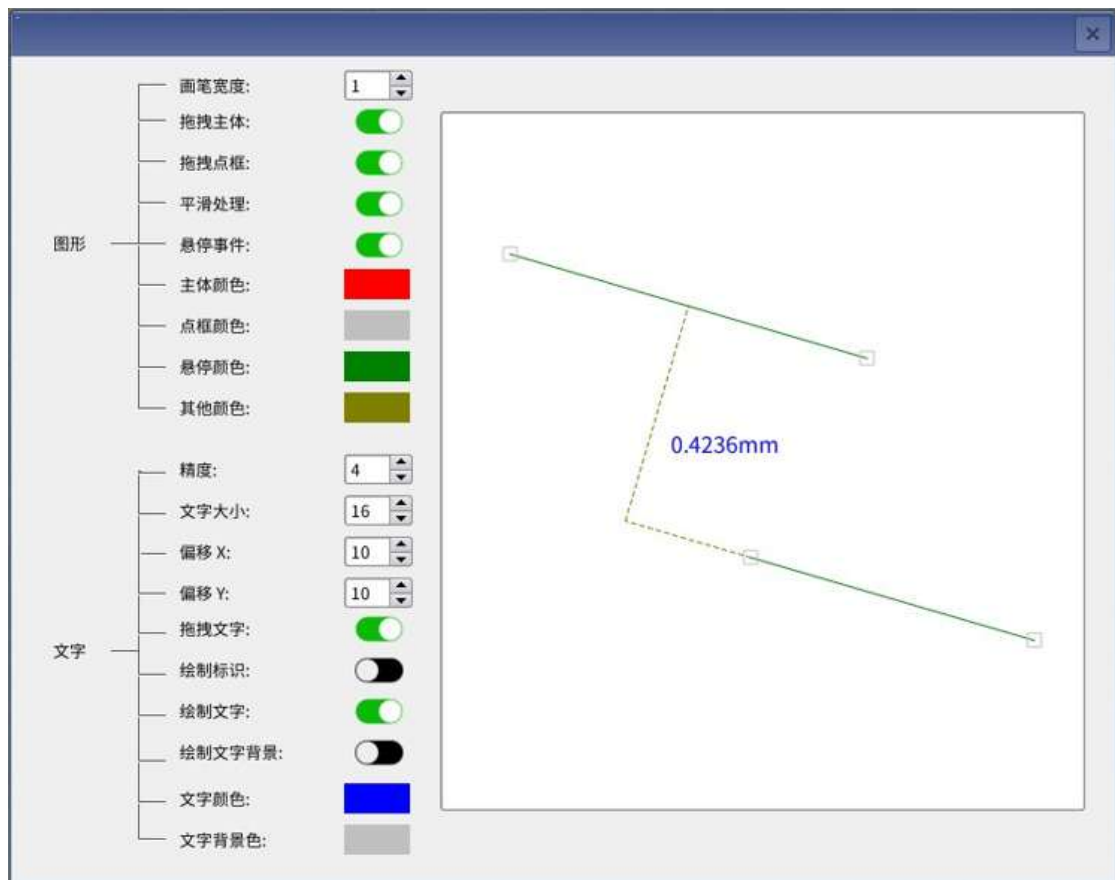 画笔宽度: 1
拖拽主体:
拖拽点框:
平滑处理:
图形
悬停事件:
主体颜色:
点框颜色:
悬停颜色:
其他颜色:
精度: 4
文字大小: 16
偏移 X: 10
偏移 Y: 10
拖拽文字:
文字
绘制标识:
绘制文字:
绘制文字背景:
文字颜色:
文字背景色:
0.4236mm